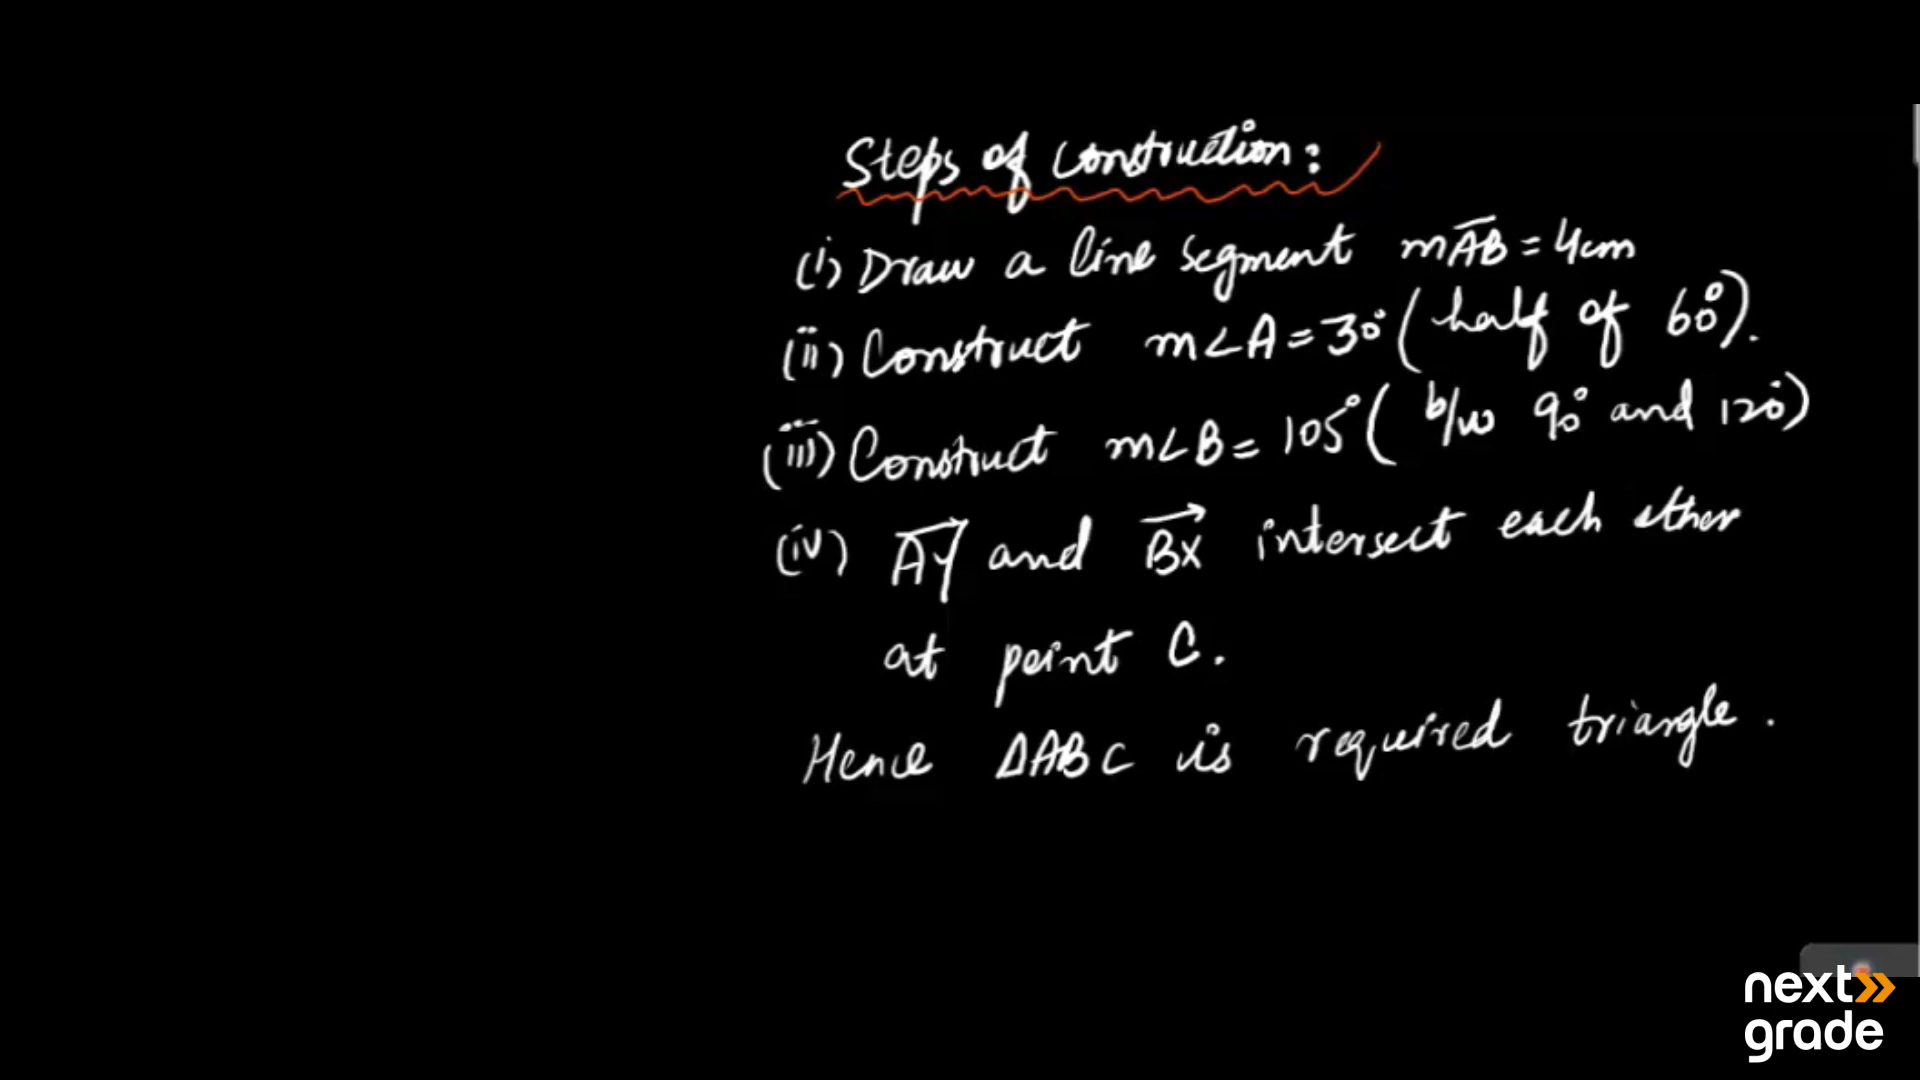 Steps of construction:
(i) Draw a line segment mAB = 4cm
(ii) Construct m∠A = 30° (half of 60°).
(iii) Construct m∠B = 105° (b/w 90° and 120°)
(iv) AY and BX intersect each other
at point C.
Hence ΔABC is required triangle.
next
grade